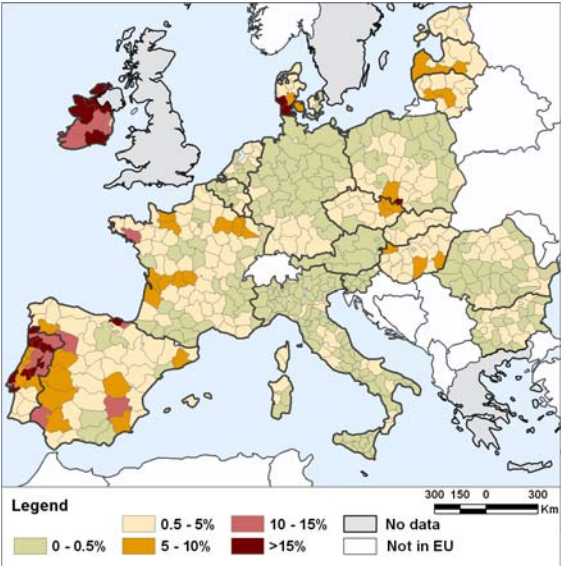 300 150 0 300
Km
Legend
0.5 - 5%
10 - 15%
No data
0 - 0.5%
5 - 10%
>15%
Not in EU